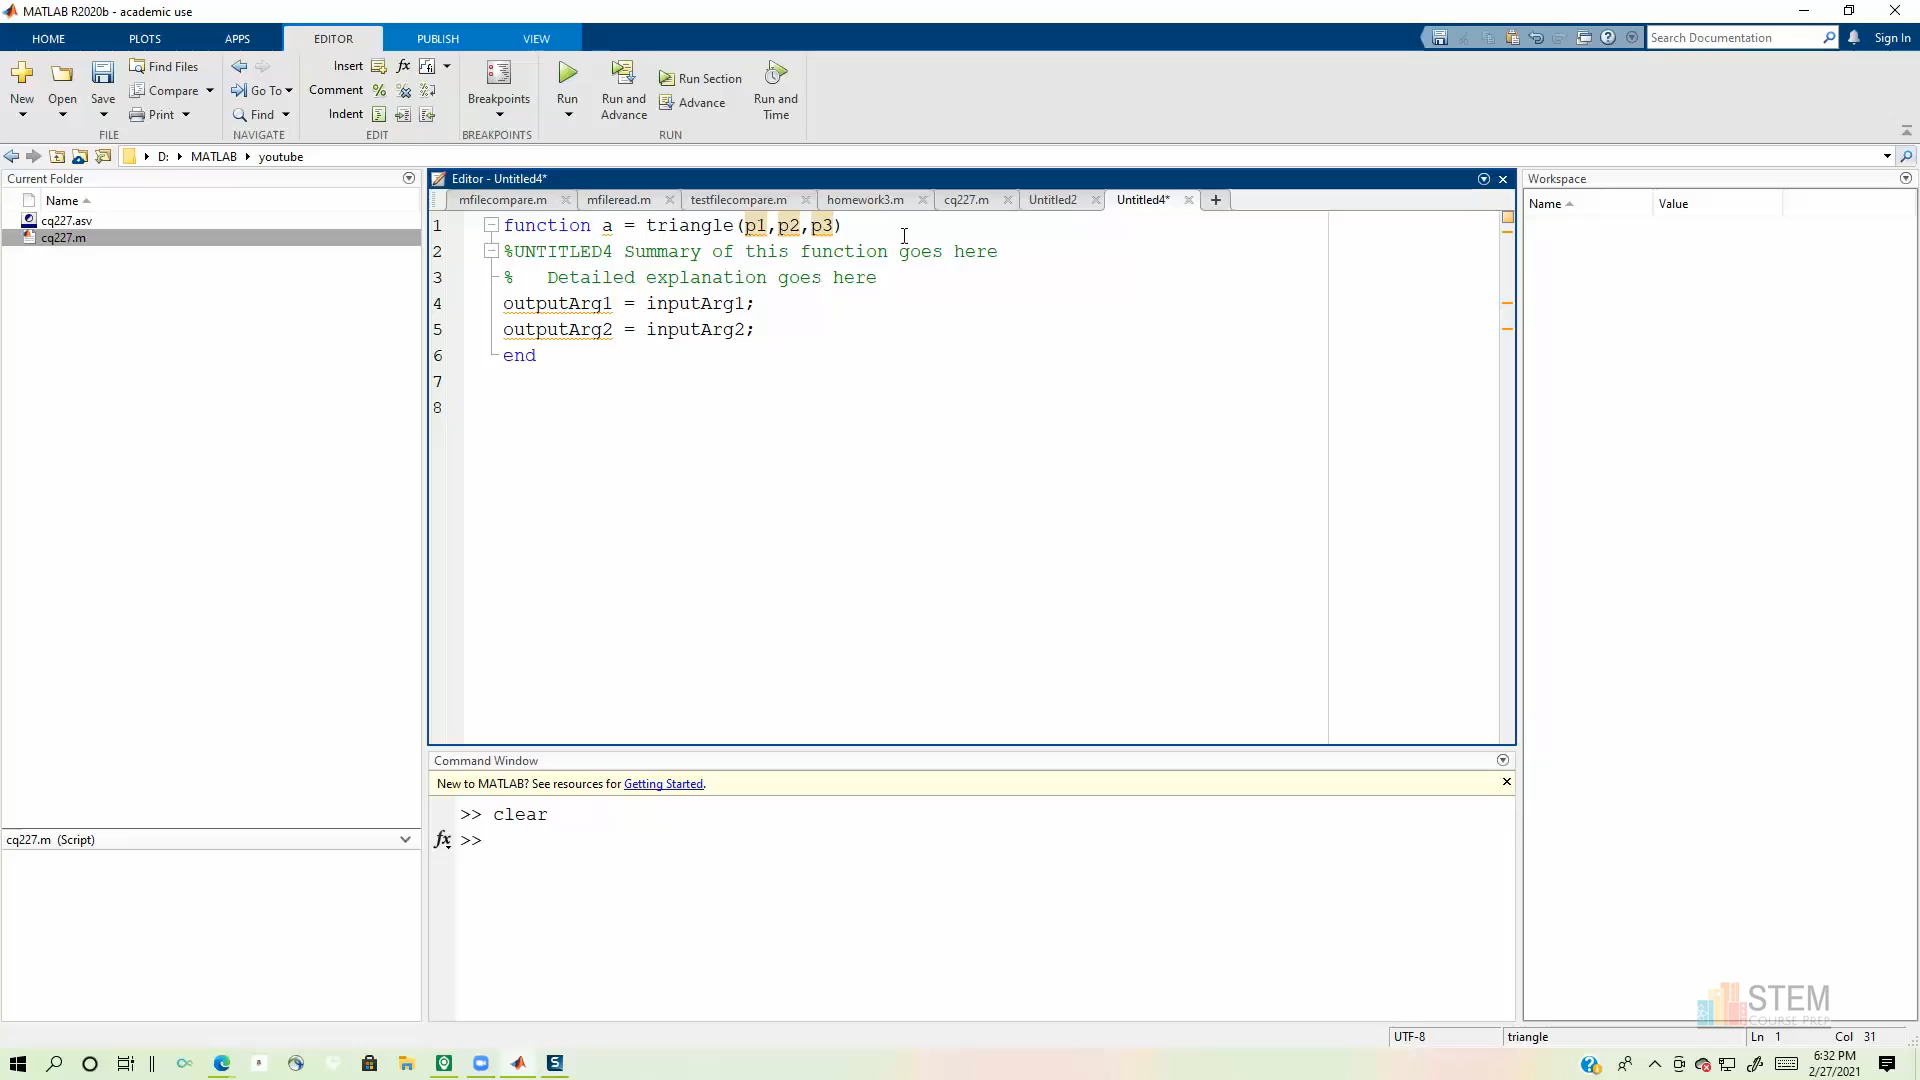 MATLAB R2020b - academic use
HOME PLOTS APPS EDITOR PUBLISH VIEW
Search Documentation
Sign In
New Open Save
Find Files
Compare
Print
FILE
Go To
Find
NAVIGATE
Insert fx
Comment % %
Indent
EDIT
Breakpoints
BREAKPOINTS
Run
Run and Advance
Run Section
Advance
Run and Time
RUN
D: MATLAB youtube
Current Folder
Name
cq227.asv
cq227.m
cq227.m (Script)
Editor - Untitled4*
mfilecompare.m mfileread.m testfilecompare.m homework3.m cq227.m Untitled2 Untitled4* +
1 function a = triangle(p1,p2,p3)
2 %UNTITLED4 Summary of this function goes here
3 % Detailed explanation goes here
4 outputArg1 = inputArg1;
5 outputArg2 = inputArg2;
6 end
7
8
Command Window
New to MATLAB? See resources for Getting Started.
>> clear
fx >>
Workspace
Name Value
STEM
COURSE PREP
UTF-8 triangle Ln 1 Col 31
6:32 PM
2/27/2021